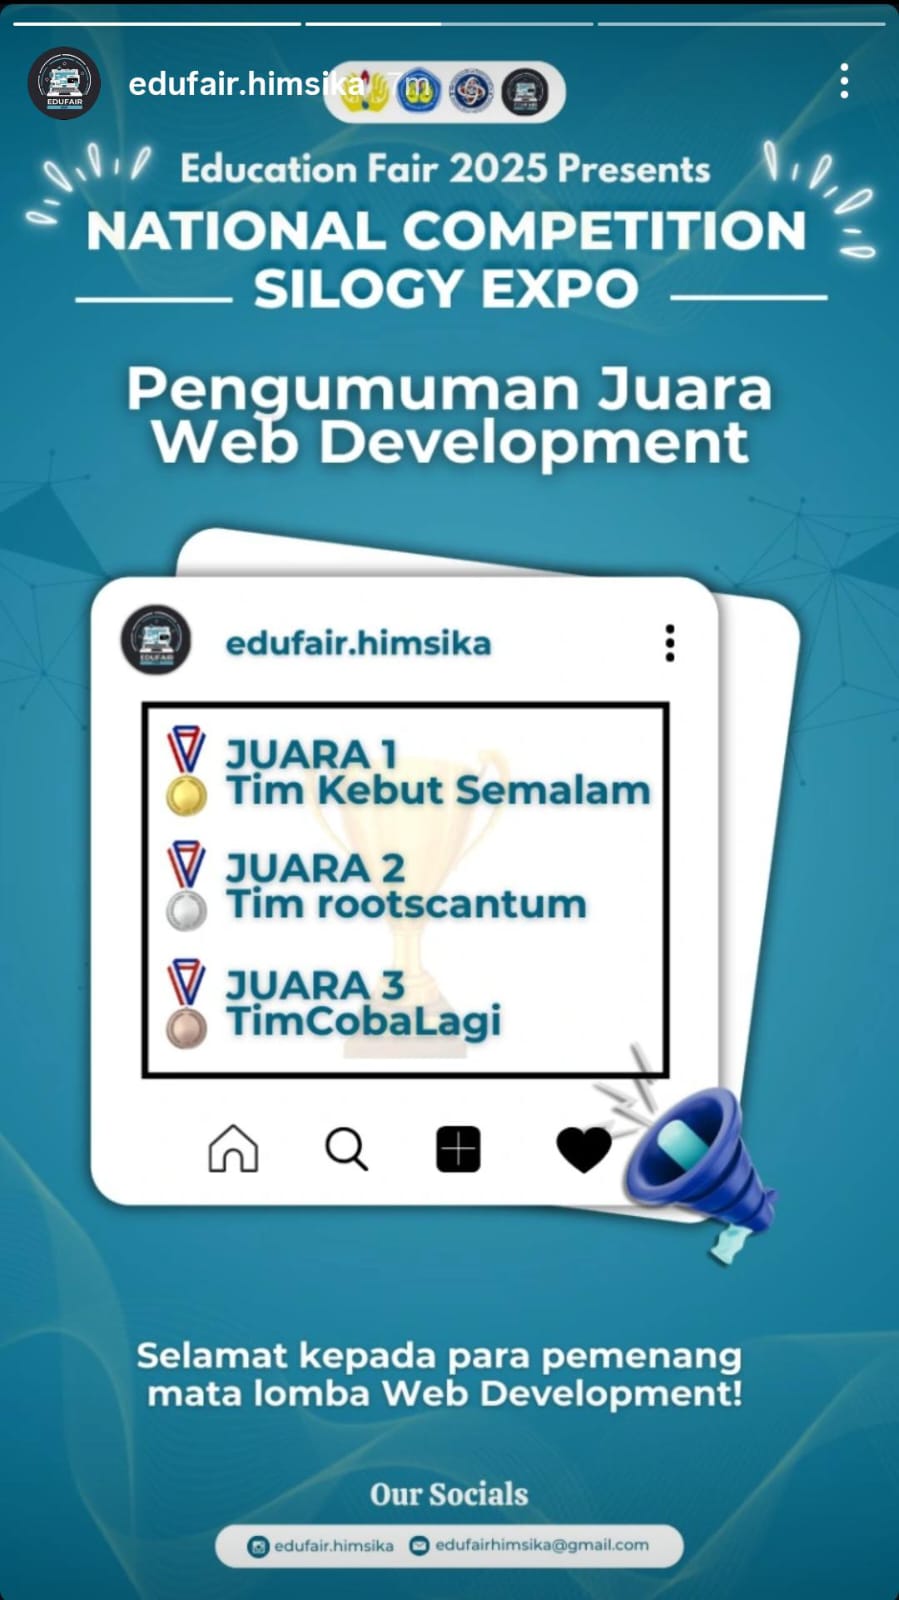 edufair.himsika 7m
Education Fair 2025 Presents
NATIONAL COMPETITION
SILOGY EXPO
Pengumuman Juara
Web Development
edufair.himsika
JUARA 1
Tim Kebut Semalam
JUARA 2
Tim rootscantum
JUARA 3
TimCobaLagi
Selamat kepada para pemenang
mata lomba Web Development!
Our Socials
edufair.himsika edufairhimsika@gmail.com